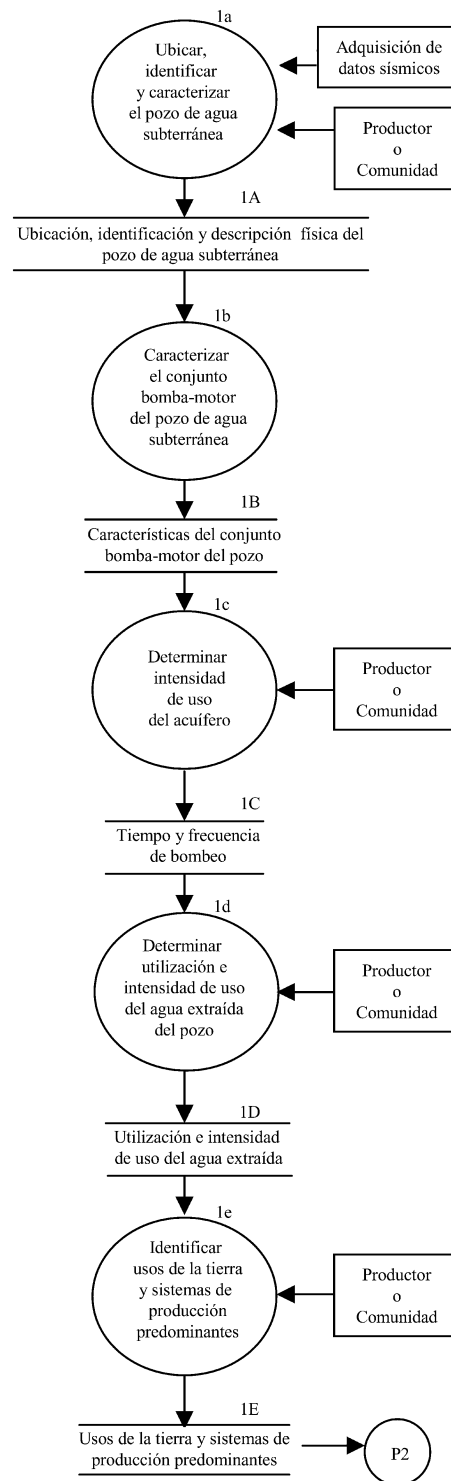 1a
Ubicar,
identificar
y caracterizar
el pozo de agua
subterránea
Adquisición de
datos sísmicos
Productor
o
Comunidad
1A
Ubicación, identificación y descripción física del
pozo de agua subterránea
1b
Caracterizar
el conjunto
bomba-motor
del pozo de agua
subterránea
1B
Características del conjunto
bomba-motor del pozo
1c
Determinar
intensidad
de uso
del acuífero
Productor
o
Comunidad
1C
Tiempo y frecuencia
de bombeo
1d
Determinar
utilización e
intensidad de uso
del agua extraída
del pozo
Productor
o
Comunidad
1D
Utilización e intensidad
de uso del agua extraída
1e
Identificar
usos de la tierra
y sistemas de
producción
predominantes
Productor
o
Comunidad
1E
Usos de la tierra y sistemas de
producción predominantes
P2